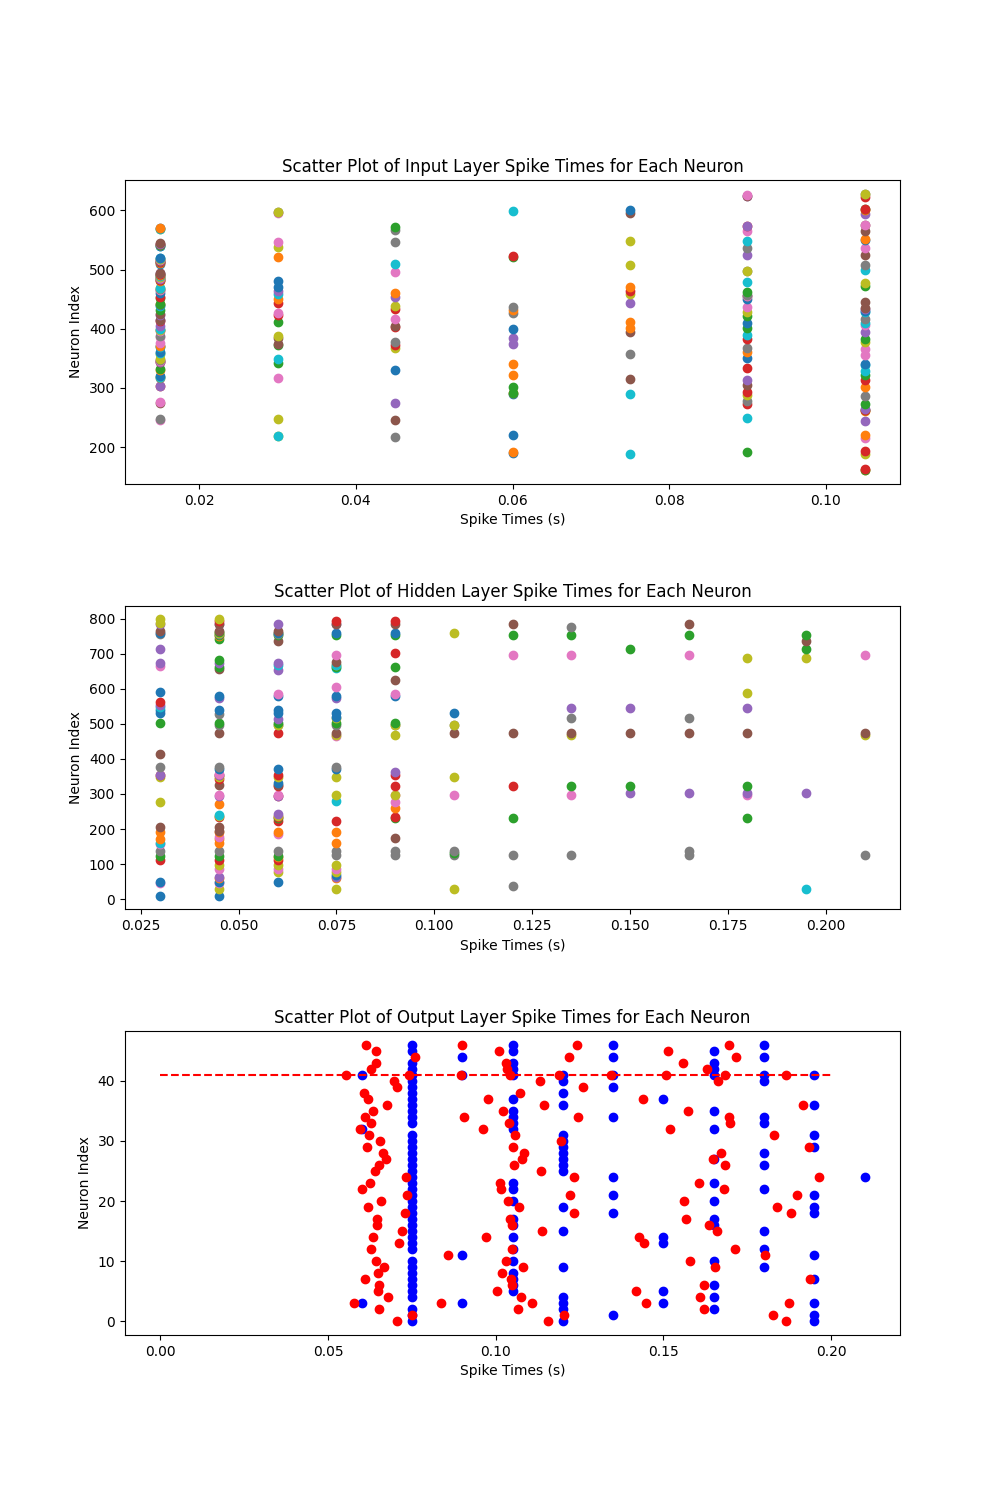 Scatter Plot of Input Layer Spike Times for Each Neuron
Neuron Index
600
500
400
300
200
0.02 0.04 0.06 0.08 0.10
Spike Times (s)
Scatter Plot of Hidden Layer Spike Times for Each Neuron
Neuron Index
800
700
600
500
400
300
200
100
0
0.025 0.050 0.075 0.100 0.125 0.150 0.175 0.200
Spike Times (s)
Scatter Plot of Output Layer Spike Times for Each Neuron
Neuron Index
40
30
20
10
0
0.00 0.05 0.10 0.15 0.20
Spike Times (s)